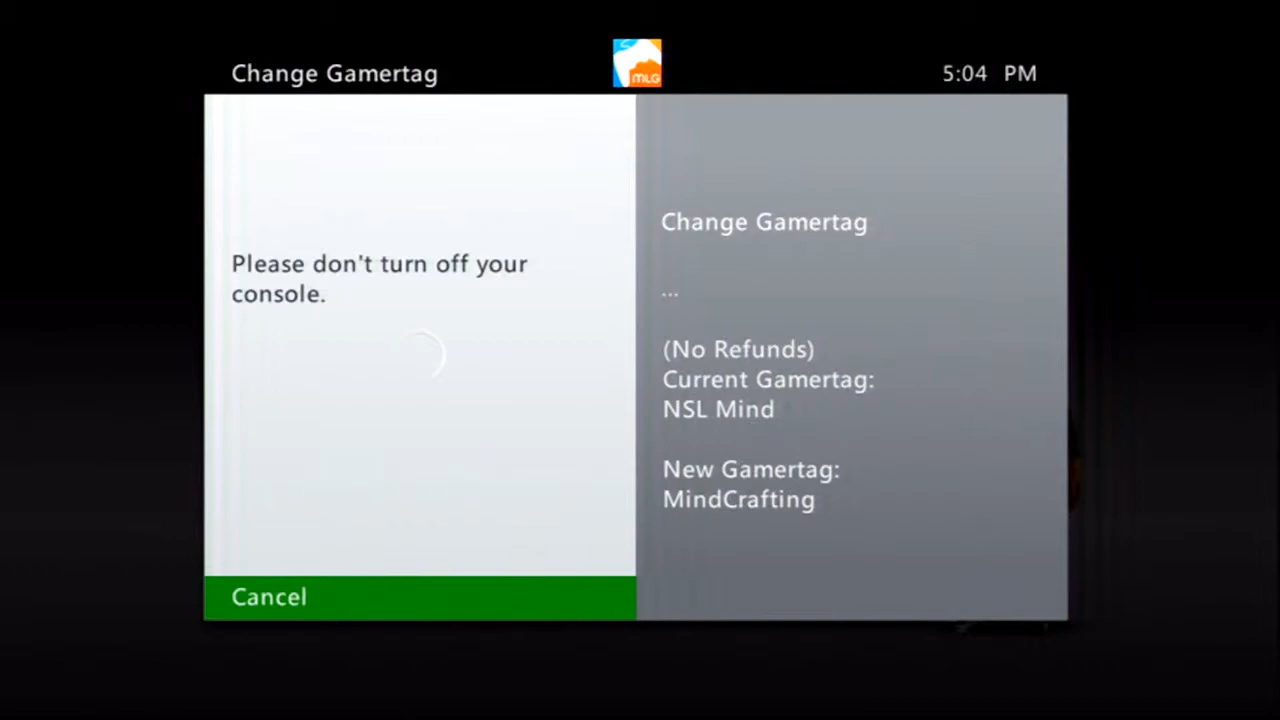 Change Gamertag
MLG
5:04 PM
Please don't turn off your
console.
Cancel
Change Gamertag
...
(No Refunds)
Current Gamertag:
NSL Mind
New Gamertag:
MindCrafting